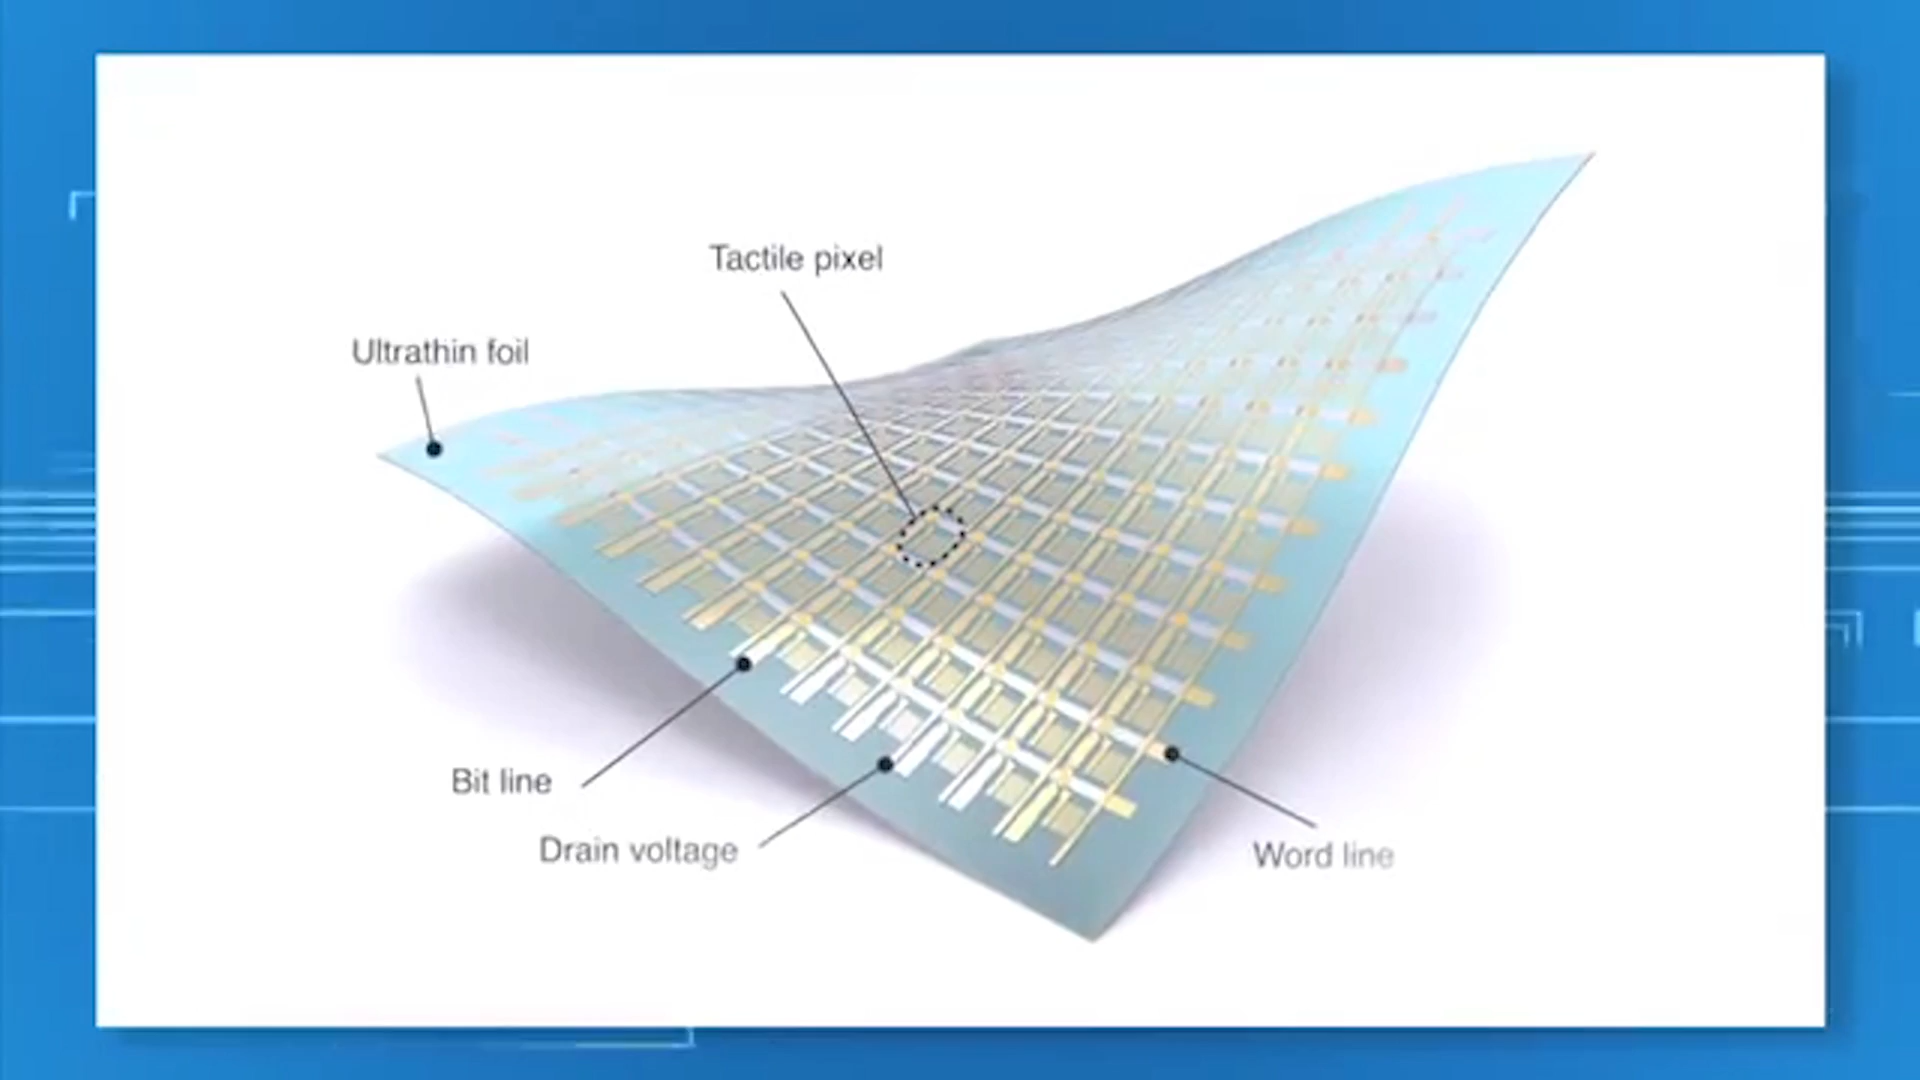 Tactile pixel
Ultrathin foil
Bit line
Drain voltage
Word line